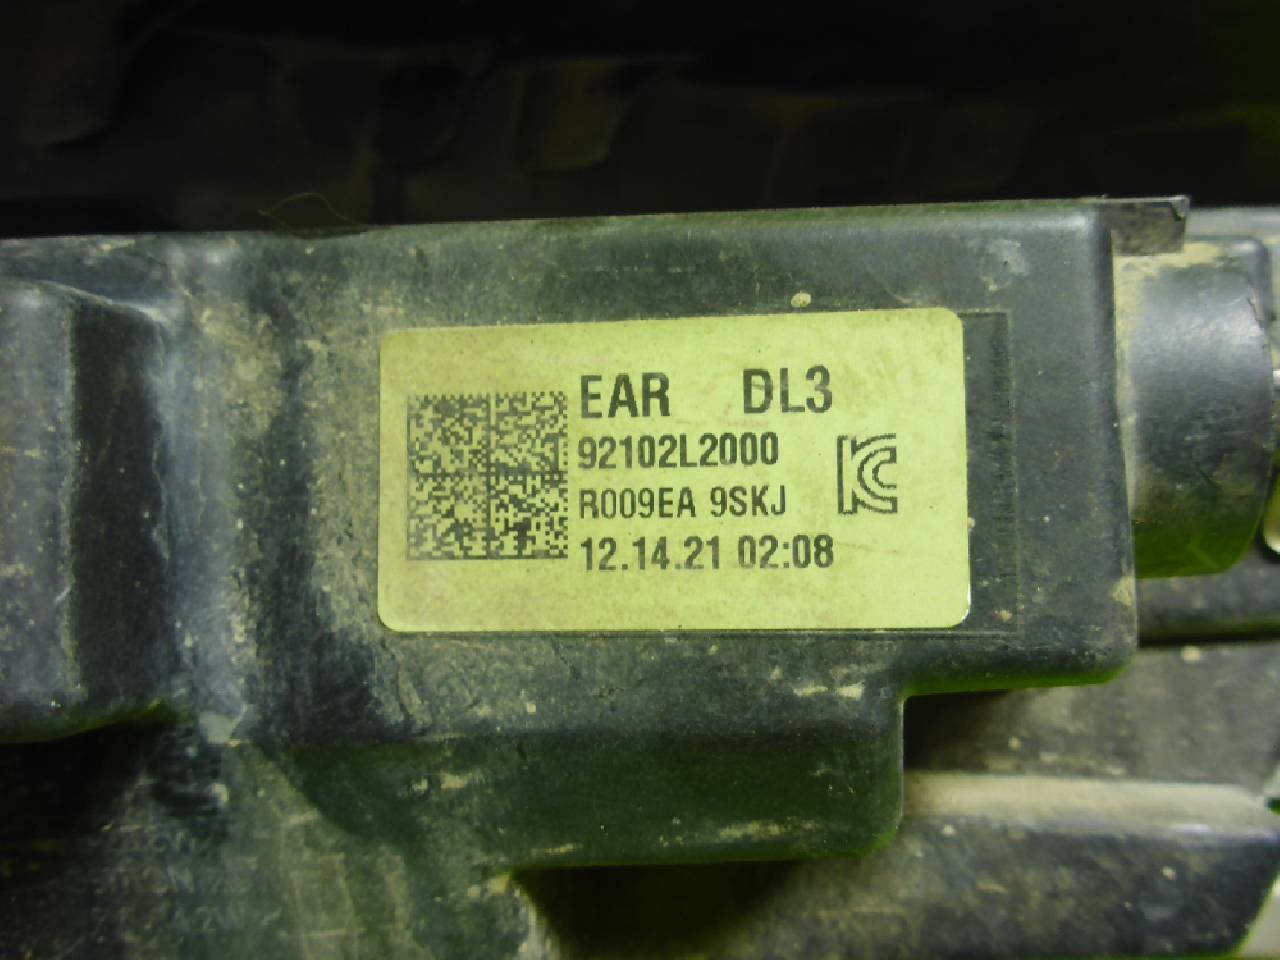 EAR DL3
92102L2000
R009EA 9SKJ
12.14.21 02:08